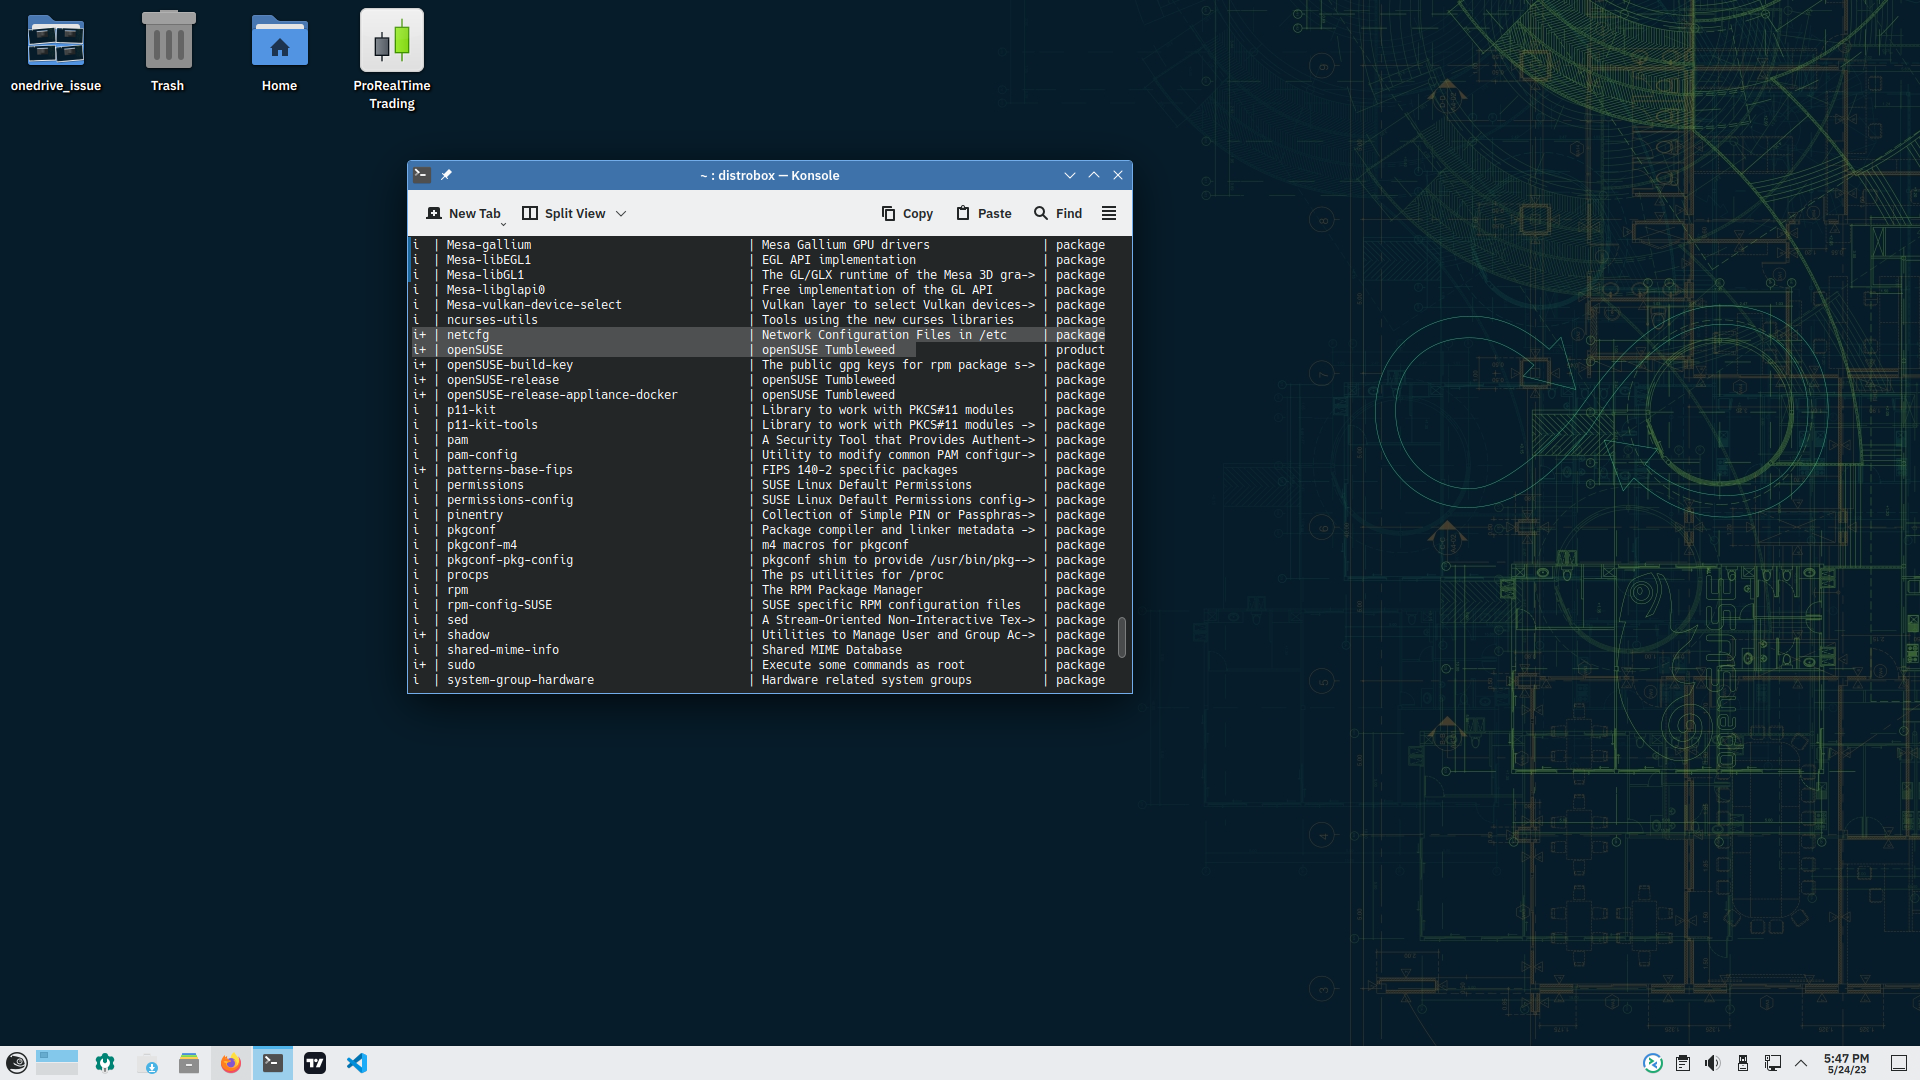 onedrive_issue
Trash
Home
ProRealTime
Trading
~ : distrobox — Konsole
New Tab
Split View
Copy
Paste
Find
i  | Mesa-gallium | Mesa Gallium GPU drivers | package
i  | Mesa-libEGL1 | EGL API implementation | package
i  | Mesa-libGL1 | The GL/GLX runtime of the Mesa 3D gra-> | package
i  | Mesa-libglapi0 | Free implementation of the GL API | package
i  | Mesa-vulkan-device-select | Vulkan layer to select Vulkan devices-> | package
i  | ncurses-utils | Tools using the new curses libraries | package
i+ | netcfg | Network Configuration Files in /etc | package
i+ | openSUSE | openSUSE Tumbleweed | product
i+ | openSUSE-build-key | The public gpg keys for rpm package s-> | package
i+ | openSUSE-release | openSUSE Tumbleweed | package
i+ | openSUSE-release-appliance-docker | openSUSE Tumbleweed | package
i  | p11-kit | Library to work with PKCS#11 modules | package
i  | p11-kit-tools | Library to work with PKCS#11 modules -> | package
i  | pam | A Security Tool that Provides Authent-> | package
i  | pam-config | Utility to modify common PAM configur-> | package
i+ | patterns-base-fips | FIPS 140-2 specific packages | package
i  | permissions | SUSE Linux Default Permissions | package
i  | permissions-config | SUSE Linux Default Permissions config-> | package
i  | pinentry | Collection of Simple PIN or Passphras-> | package
i  | pkgconf | Package compiler and linker metadata -> | package
i  | pkgconf-m4 | m4 macros for pkgconf | package
i  | pkgconf-pkg-config | pkgconf shim to provide /usr/bin/pkg--> | package
i  | procps | The ps utilities for /proc | package
i  | rpm | The RPM Package Manager | package
i  | rpm-config-SUSE | SUSE specific RPM configuration files | package
i  | sed | A Stream-Oriented Non-Interactive Tex-> | package
i+ | shadow | Utilities to Manage User and Group Ac-> | package
i  | shared-mime-info | Shared MIME Database | package
i+ | sudo | Execute some commands as root | package
i  | system-group-hardware | Hardware related system groups | package
9
8
7
6
5
4
3
openSUSE
5:47 PM
5/24/23